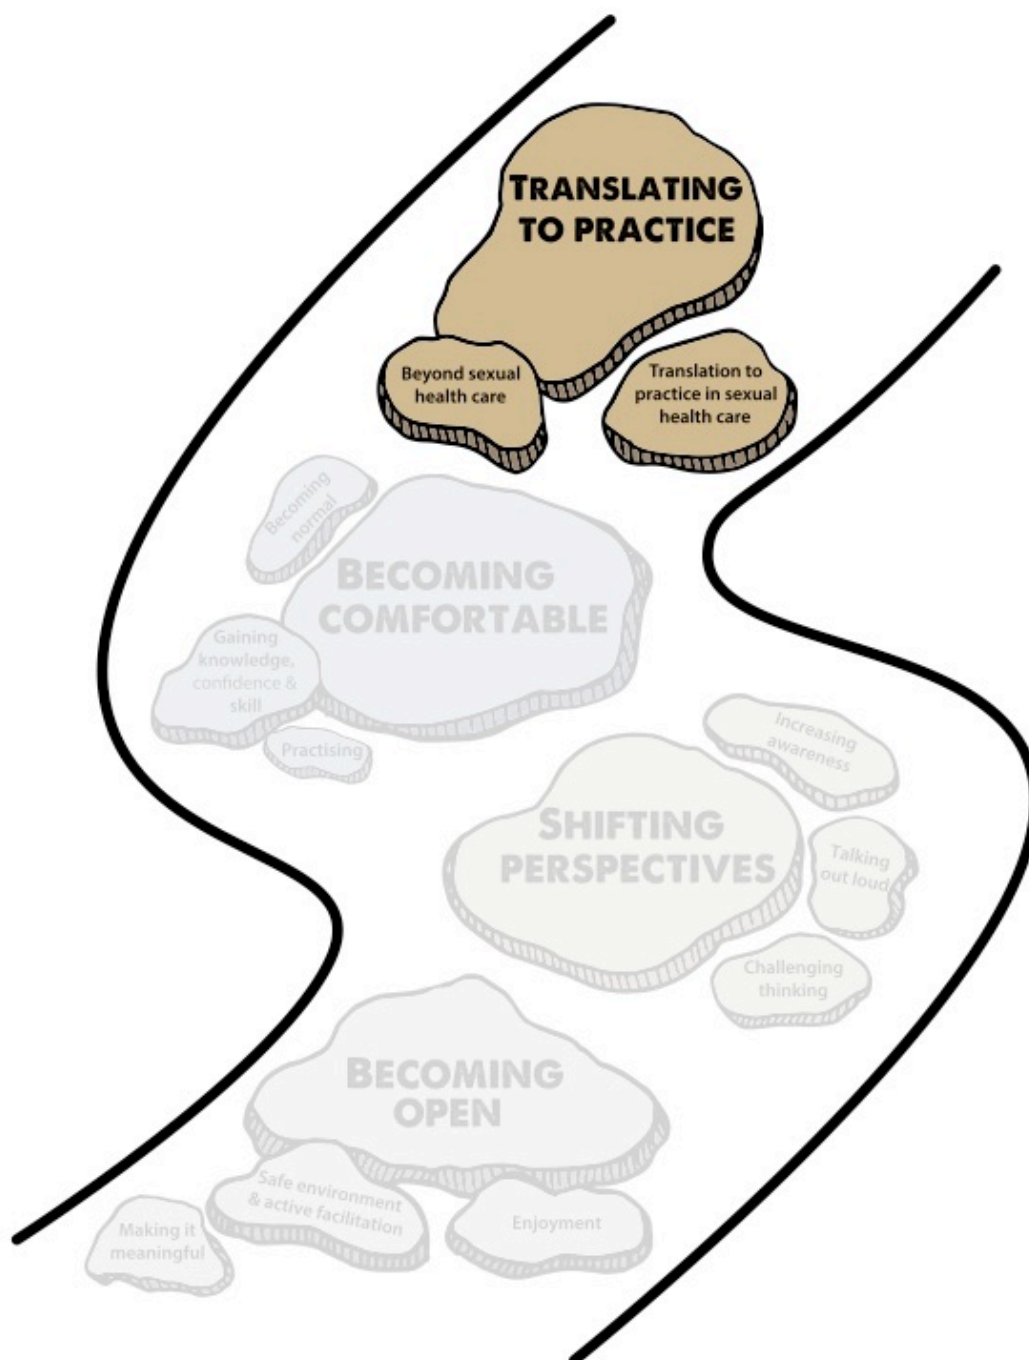 TRANSLATING
TO PRACTICE
Beyond sexual
health care
Translation to
practice in sexual
health care
Becoming
normal
BECOMING
COMFORTABLE
Gaining
knowledge,
confidence &
skill
Practising
Increasing
awareness
SHIFTING
PERSPECTIVES
Talking
out loud
Challenging
thinking
BECOMING
OPEN
Safe environment
& active facilitation
Enjoyment
Making it
meaningful